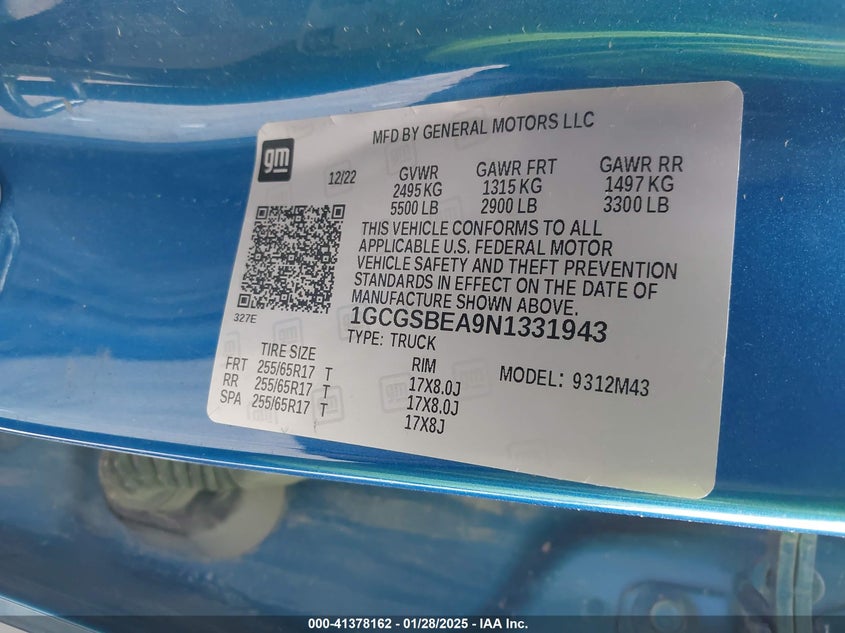 MFD BY GENERAL MOTORS LLC
gm
12/22
GVWR GAWR FRT GAWR RR
2495 KG 1315 KG 1497 KG
5500 LB 2900 LB 3300 LB
THIS VEHICLE CONFORMS TO ALL
APPLICABLE U.S. FEDERAL MOTOR
VEHICLE SAFETY AND THEFT PREVENTION
STANDARDS IN EFFECT ON THE DATE OF
MANUFACTURE SHOWN ABOVE.
327E
1GCGSBEA9N1331943
TYPE: TRUCK
TIRE SIZE RIM
MODEL: 9312M43
FRT 255/65R17 T 17X8.0J
RR 255/65R17 T 17X8.0J
SPA 255/65R17 T 17X8J
000-41378162 - 01/28/2025 - IAA Inc.